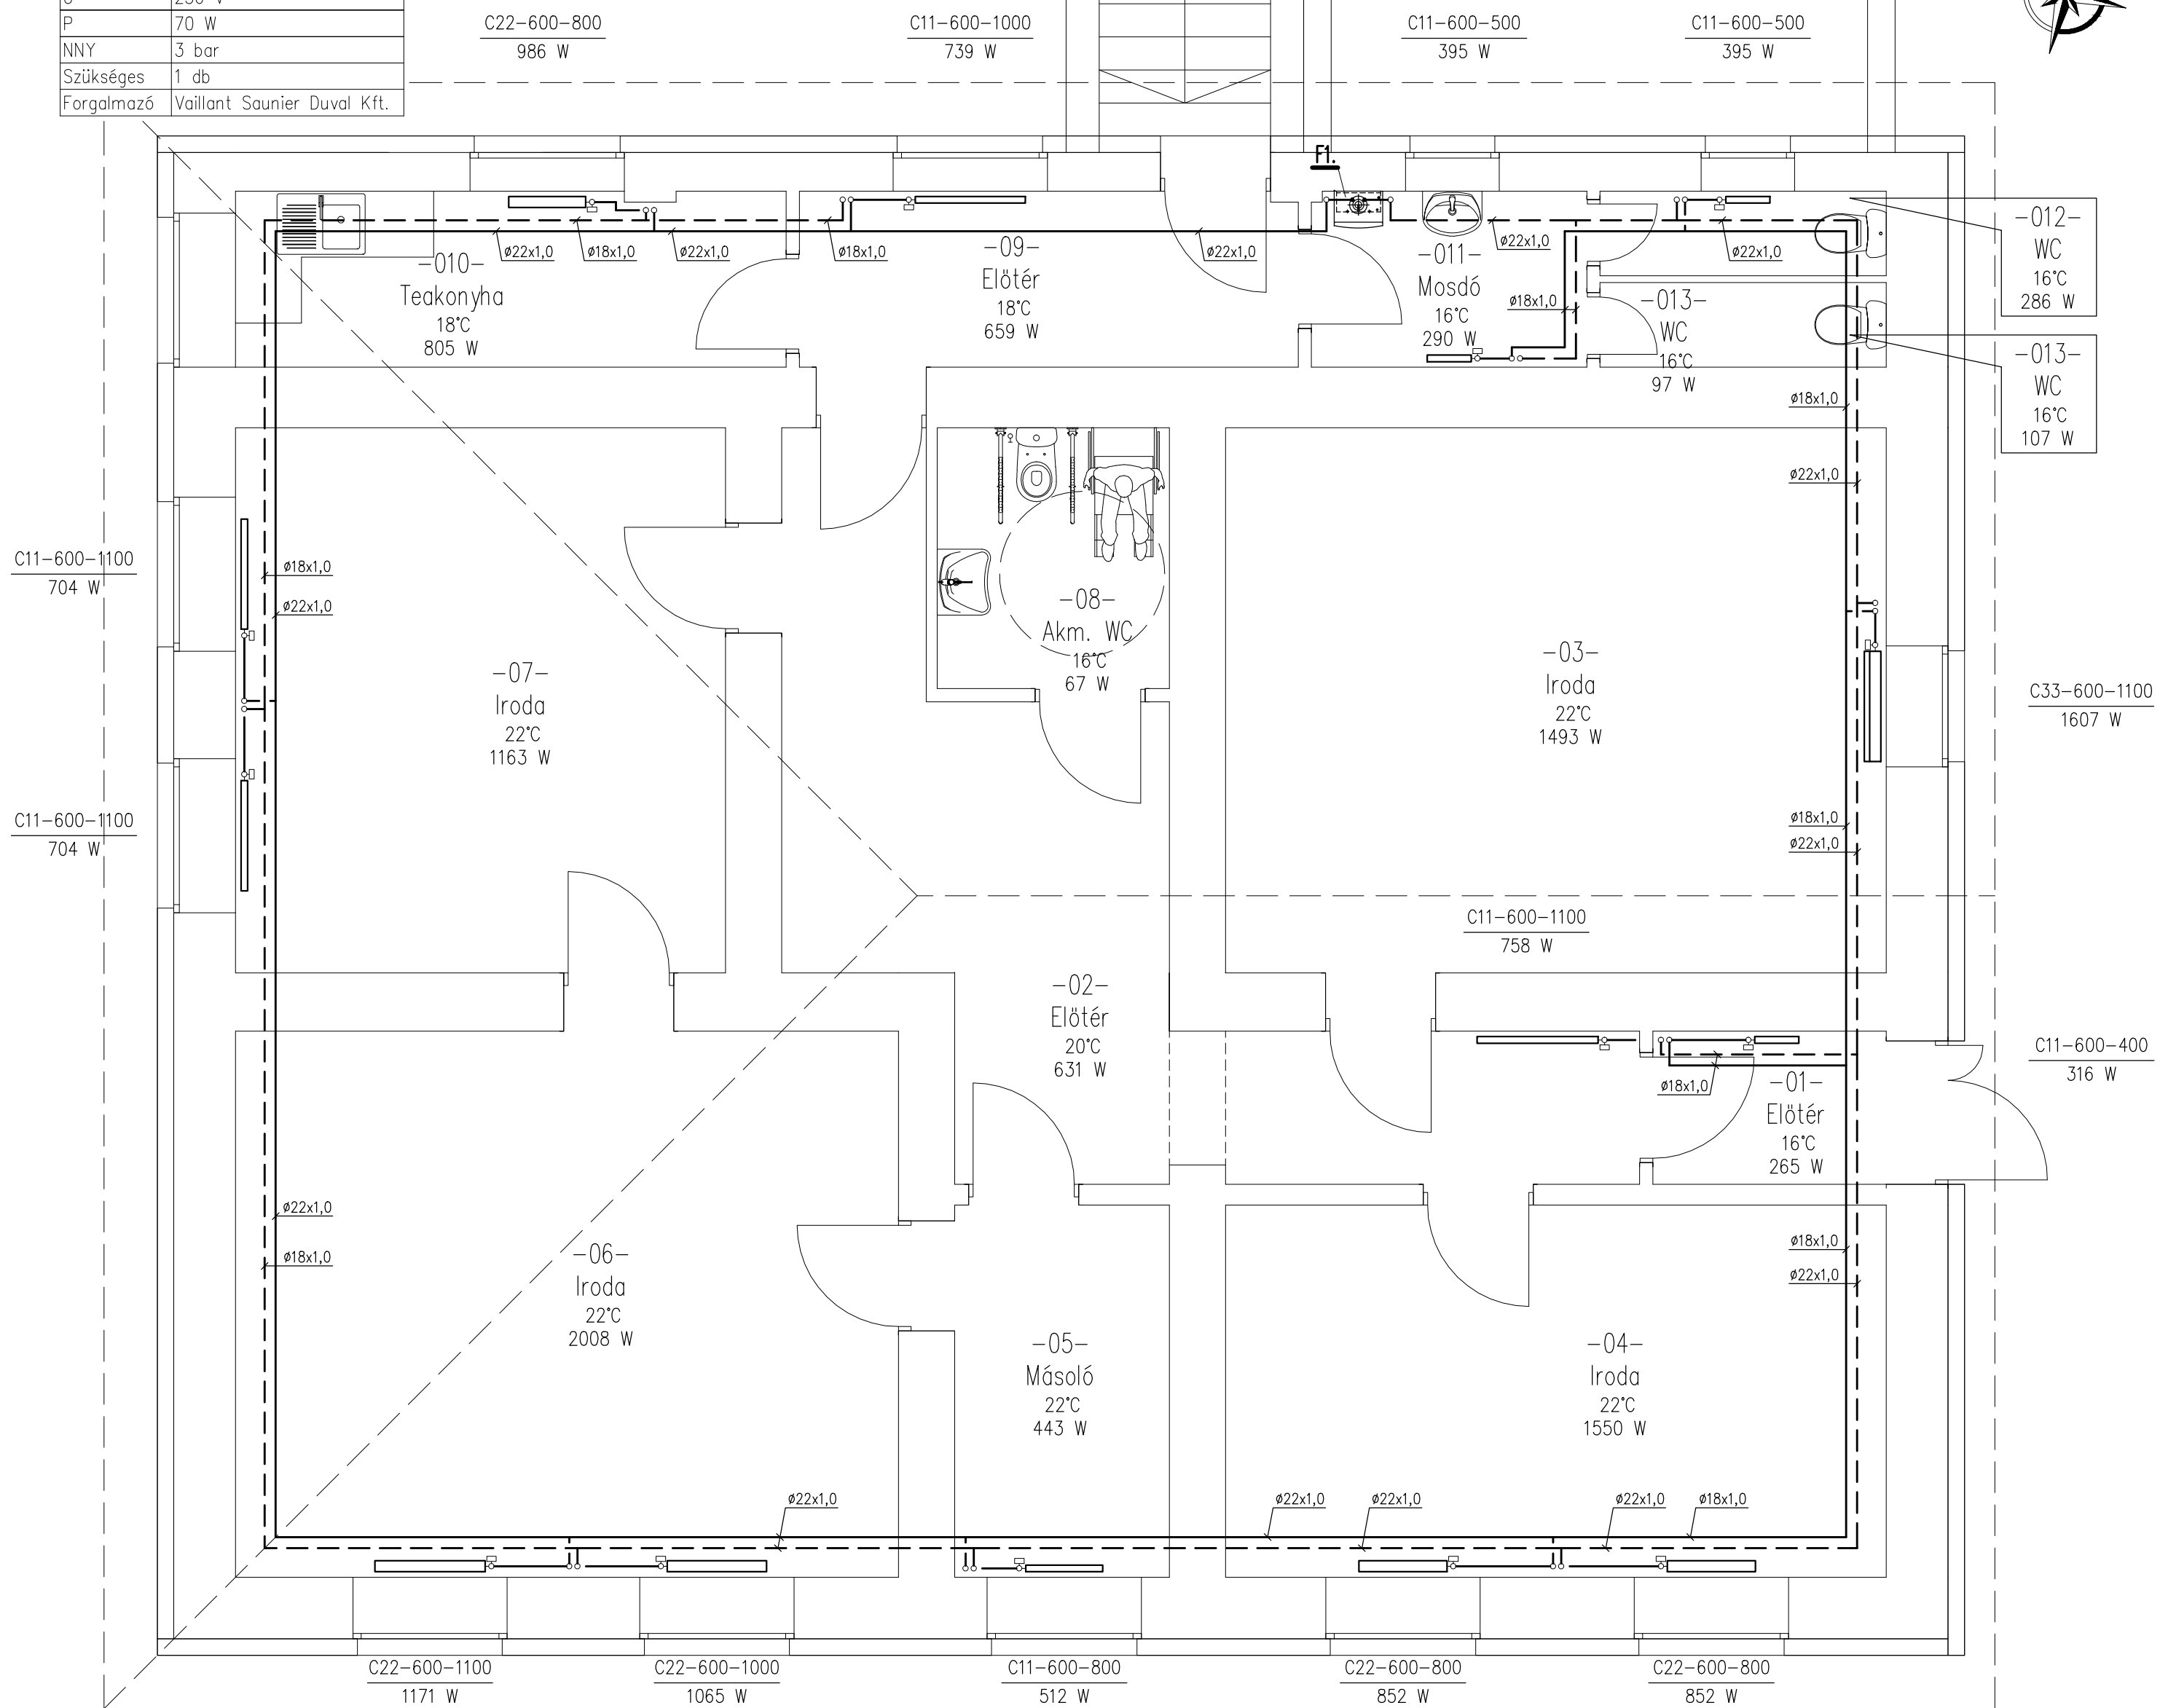 230 V
P 70 W
NNY 3 bar
Szükséges 1 db
Forgalmazó Vaillant Saunier Duval Kft.
C22-600-800
986 W
C11-600-1000
739 W
C11-600-500
395 W
C11-600-500
395 W
F1.
ø22x1,0
ø18x1,0
ø22x1,0
ø18x1,0
ø22x1,0
ø22x1,0
ø22x1,0
-010-
Teakonyha
18°C
805 W
-09-
Elötér
18°C
659 W
-011-
Mosdó
16°C
290 W
ø18x1,0
-013-
WC
16°C
97 W
-012-
WC
16°C
286 W
-013-
WC
16°C
107 W
ø18x1,0
ø22x1,0
C11-600-1100
704 W
ø18x1,0
ø22x1,0
-08-
Akm. WC
16°C
67 W
-07-
Iroda
22°C
1163 W
-03-
Iroda
22°C
1493 W
C33-600-1100
1607 W
C11-600-1100
704 W
ø18x1,0
ø22x1,0
C11-600-1100
758 W
-02-
Elötér
20°C
631 W
C11-600-400
316 W
ø18x1,0
-01-
Elötér
16°C
265 W
ø22x1,0
ø18x1,0
ø18x1,0
ø22x1,0
-06-
Iroda
22°C
2008 W
-05-
Másoló
22°C
443 W
-04-
Iroda
22°C
1550 W
ø22x1,0
ø22x1,0
ø22x1,0
ø22x1,0
ø18x1,0
C22-600-1100
1171 W
C22-600-1000
1065 W
C11-600-800
512 W
C22-600-800
852 W
C22-600-800
852 W